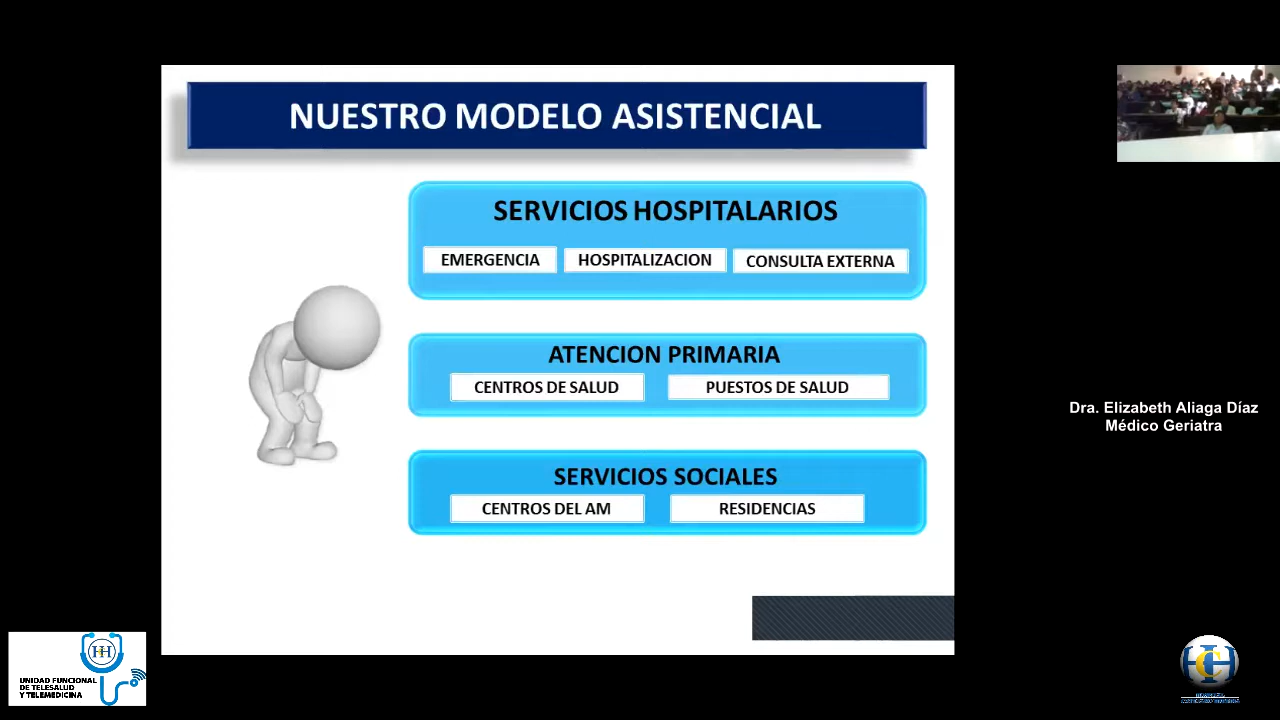 NUESTRO MODELO ASISTENCIAL
SERVICIOS HOSPITALARIOS
EMERGENCIA
HOSPITALIZACION
CONSULTA EXTERNA
ATENCION PRIMARIA
CENTROS DE SALUD
PUESTOS DE SALUD
SERVICIOS SOCIALES
CENTROS DEL AM
RESIDENCIAS
Dra. Elizabeth Aliaga Díaz
Médico Geriatra
UNIDAD FUNCIONAL
DE TELESALUD
Y TELEMEDICINA